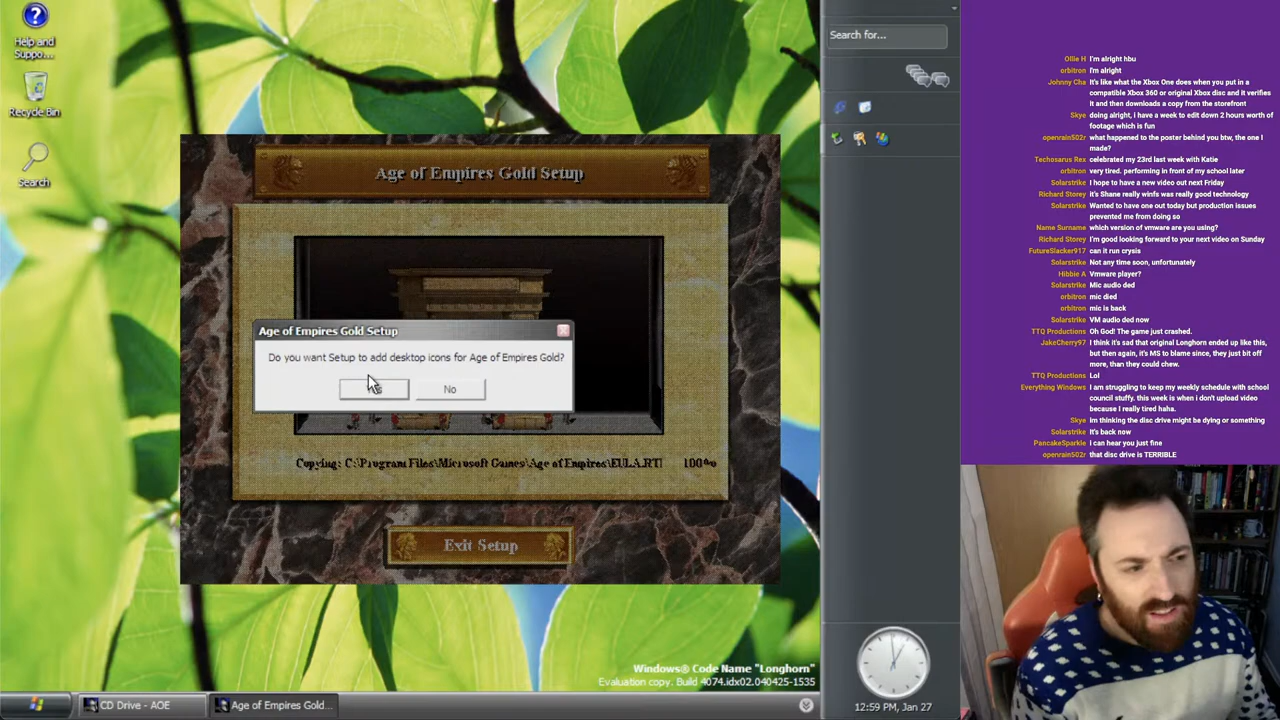 Help and
Suppo...
Recycle Bin
Search
Age of Empires Gold Setup
Age of Empires Gold Setup
Do you want Setup to add desktop icons for Age of Empires Gold?
No
Copying: C:\Program Files\Microsoft Games\Age of Empires\EULA.RTF
100%
Exit Setup
Windows® Code Name "Longhorn"
Evaluation copy. Build 4074.idx02.040425-1535
CD Drive - AOE
Age of Empires Gold...
Search for...
12:59 PM, Jan 27
Ollie H I'm alright hbu
orbitron I'm alright
Johnny Cha It's like what the Xbox One does when you put in a
compatible Xbox 360 or original Xbox disc and it verifies
it and then downloads a copy from the storefront
Skye doing alright, i have a week to edit down 2 hours worth of
footage which is fun
openrain502r what happened to the poster behind you btw, the one I
made?
Techosarus Rex celebrated my 23rd last week with Katie
orbitron very tired. performing in front of my school later
Solarstrike I hope to have a new video out next Friday
Richard Storey it's Shane really winfs was really good technology
Solarstrike Wanted to have one out today but production issues
prevented me from doing so
Name Surname which version of vmware are you using?
Richard Storey I'm good looking forward to your next video on Sunday
FutureSlacker917 can it run crysis
Solarstrike Not any time soon, unfortunately
Hibbie A Vmware player?
Solarstrike Mic audio ded
orbitron mic died
orbitron mic is back
Solarstrike VM audio ded now
TTQ Productions Oh God! The game just crashed.
JakeCherry97 I think it's sad that original Longhorn ended up like this,
but then again, it's MS to blame since, they just bit off
more, than they could chew.
TTQ Productions Lol
Everything Windows I am struggling to keep my weekly schedule with school
council stuffy. this week is when i don't upload video
because I really tired haha.
Skye im thinking the disc drive might be dying or something
Solarstrike It's back now
PancakeSparkle I can hear you just fine
openrain502r that disc drive is TERRIBLE